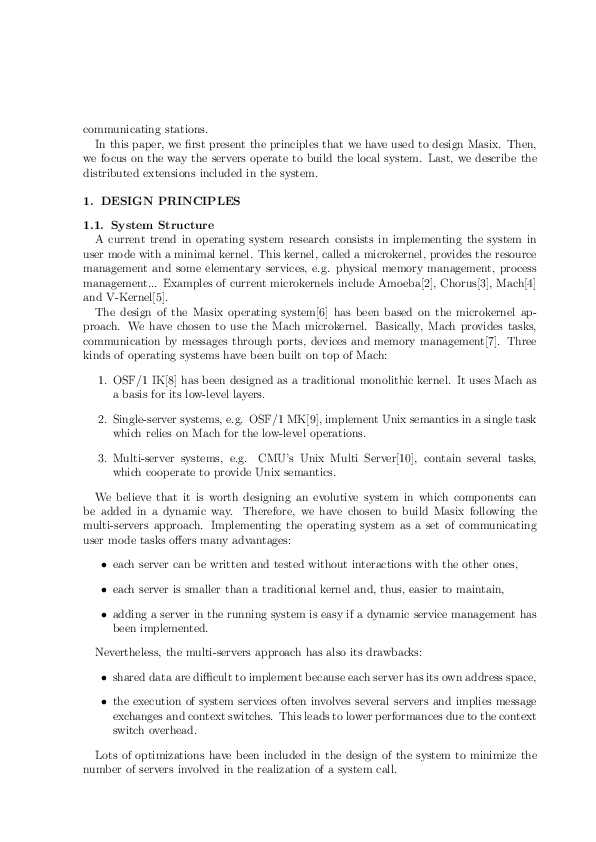 communicating stations.
In this paper, we first present the principles that we have used to design Masix. Then,
we focus on the way the servers operate to build the local system. Last, we describe the
distributed extensions included in the system.
1. DESIGN PRINCIPLES
1.1. System Structure
A current trend in operating system research consists in implementing the system in
user mode with a minimal kernel. This kernel, called a microkernel, provides the resource
management and some elementary services, e.g. physical memory management, process
management... Examples of current microkernels include Amoeba[2], Chorus[3], Mach[4]
and V-Kernel[5].
The design of the Masix operating system[6] has been based on the microkernel ap-
proach. We have chosen to use the Mach microkernel. Basically, Mach provides tasks,
communication by messages through ports, devices and memory management[7]. Three
kinds of operating systems have been built on top of Mach:
1. OSF/1 IK[8] has been designed as a traditional monolithic kernel. It uses Mach as
a basis for its low-level layers.
2. Single-server systems, e.g. OSF/1 MK[9], implement Unix semantics in a single task
which relies on Mach for the low-level operations.
3. Multi-server systems, e.g. CMU's Unix Multi Server[10], contain several tasks,
which cooperate to provide Unix semantics.
We believe that it is worth designing an evolutive system in which components can
be added in a dynamic way. Therefore, we have chosen to build Masix following the
multi-servers approach. Implementing the operating system as a set of communicating
user mode tasks offers many advantages:
• each server can be written and tested without interactions with the other ones,
• each server is smaller than a traditional kernel and, thus, easier to maintain,
• adding a server in the running system is easy if a dynamic service management has
been implemented.
Nevertheless, the multi-servers approach has also its drawbacks:
• shared data are difficult to implement because each server has its own address space,
• the execution of system services often involves several servers and implies message
exchanges and context switches. This leads to lower performances due to the context
switch overhead.
Lots of optimizations have been included in the design of the system to minimize the
number of servers involved in the realization of a system call.